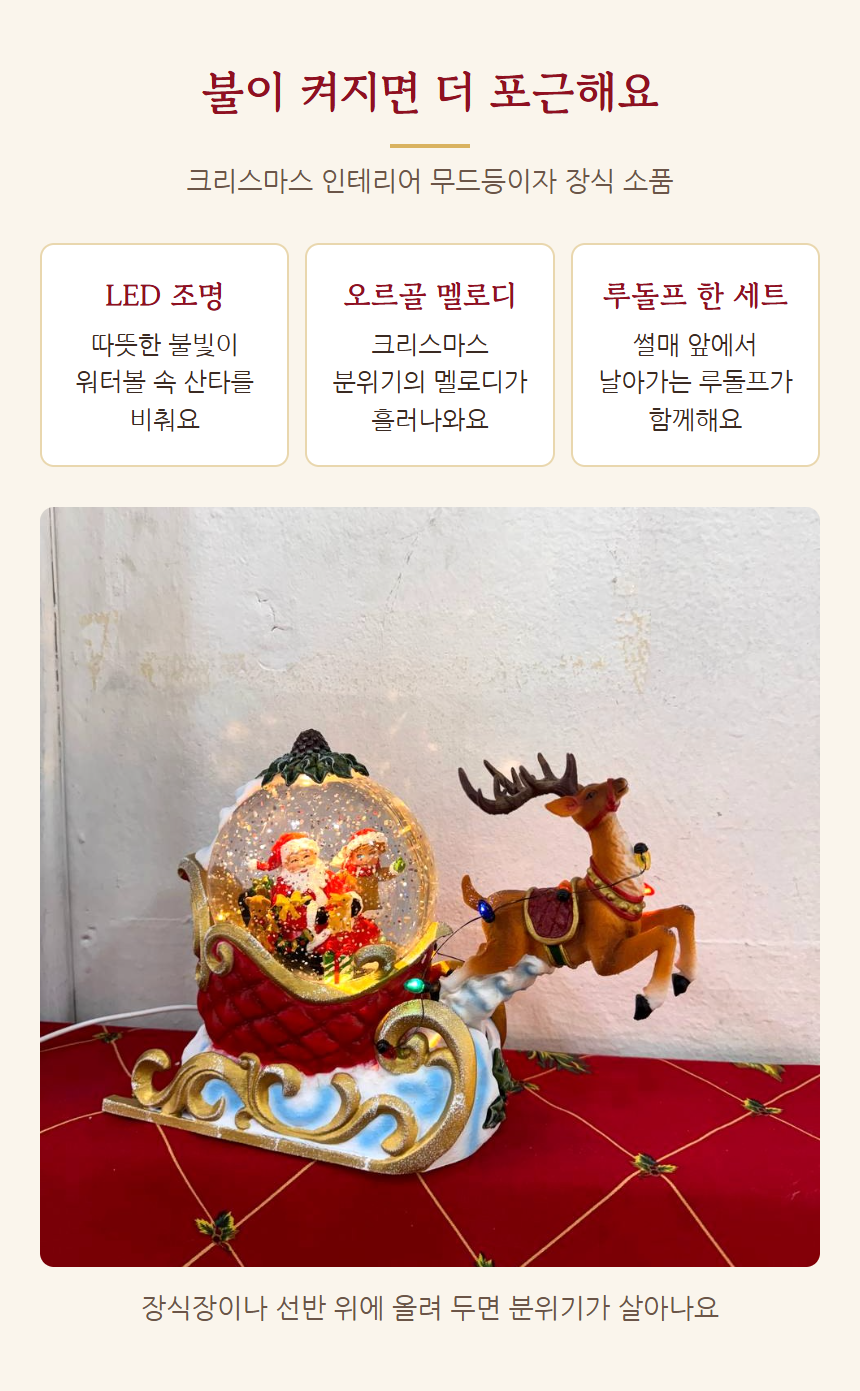 불이 켜지면 더 포근해요
크리스마스 인테리어 무드등이자 장식 소품
LED 조명
따뜻한 불빛이
워터볼 속 산타를
비춰요
오르골 멜로디
크리스마스
분위기의 멜로디가
흘러나와요
루돌프 한 세트
썰매 앞에서
날아가는 루돌프가
함께해요
장식장이나 선반 위에 올려 두면 분위기가 살아나요